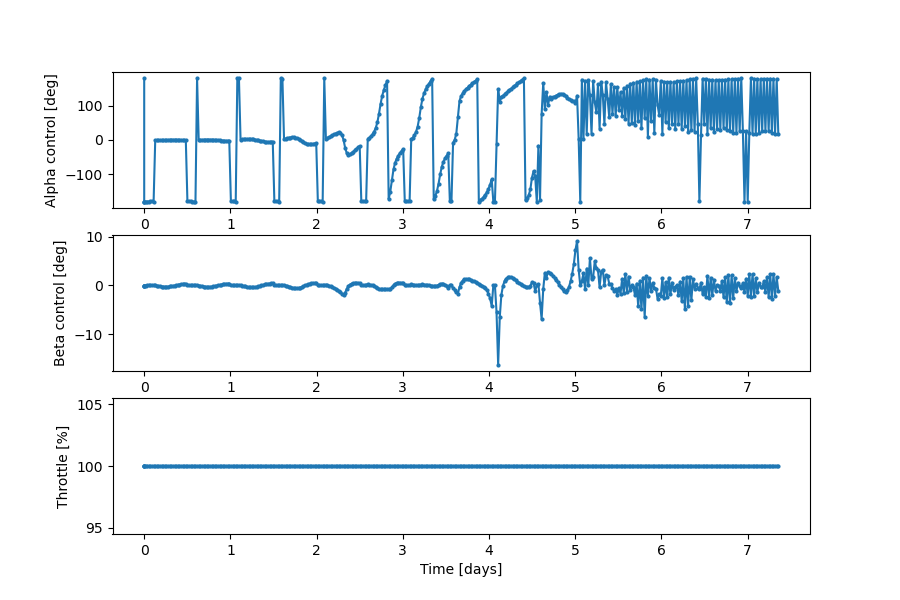 Alpha control [deg]
100
0
−100
0 1 2 3 4 5 6 7
Beta control [deg]
10
0
−10
0 1 2 3 4 5 6 7
Throttle [%]
105
100
95
0 1 2 3 4 5 6 7
Time [days]